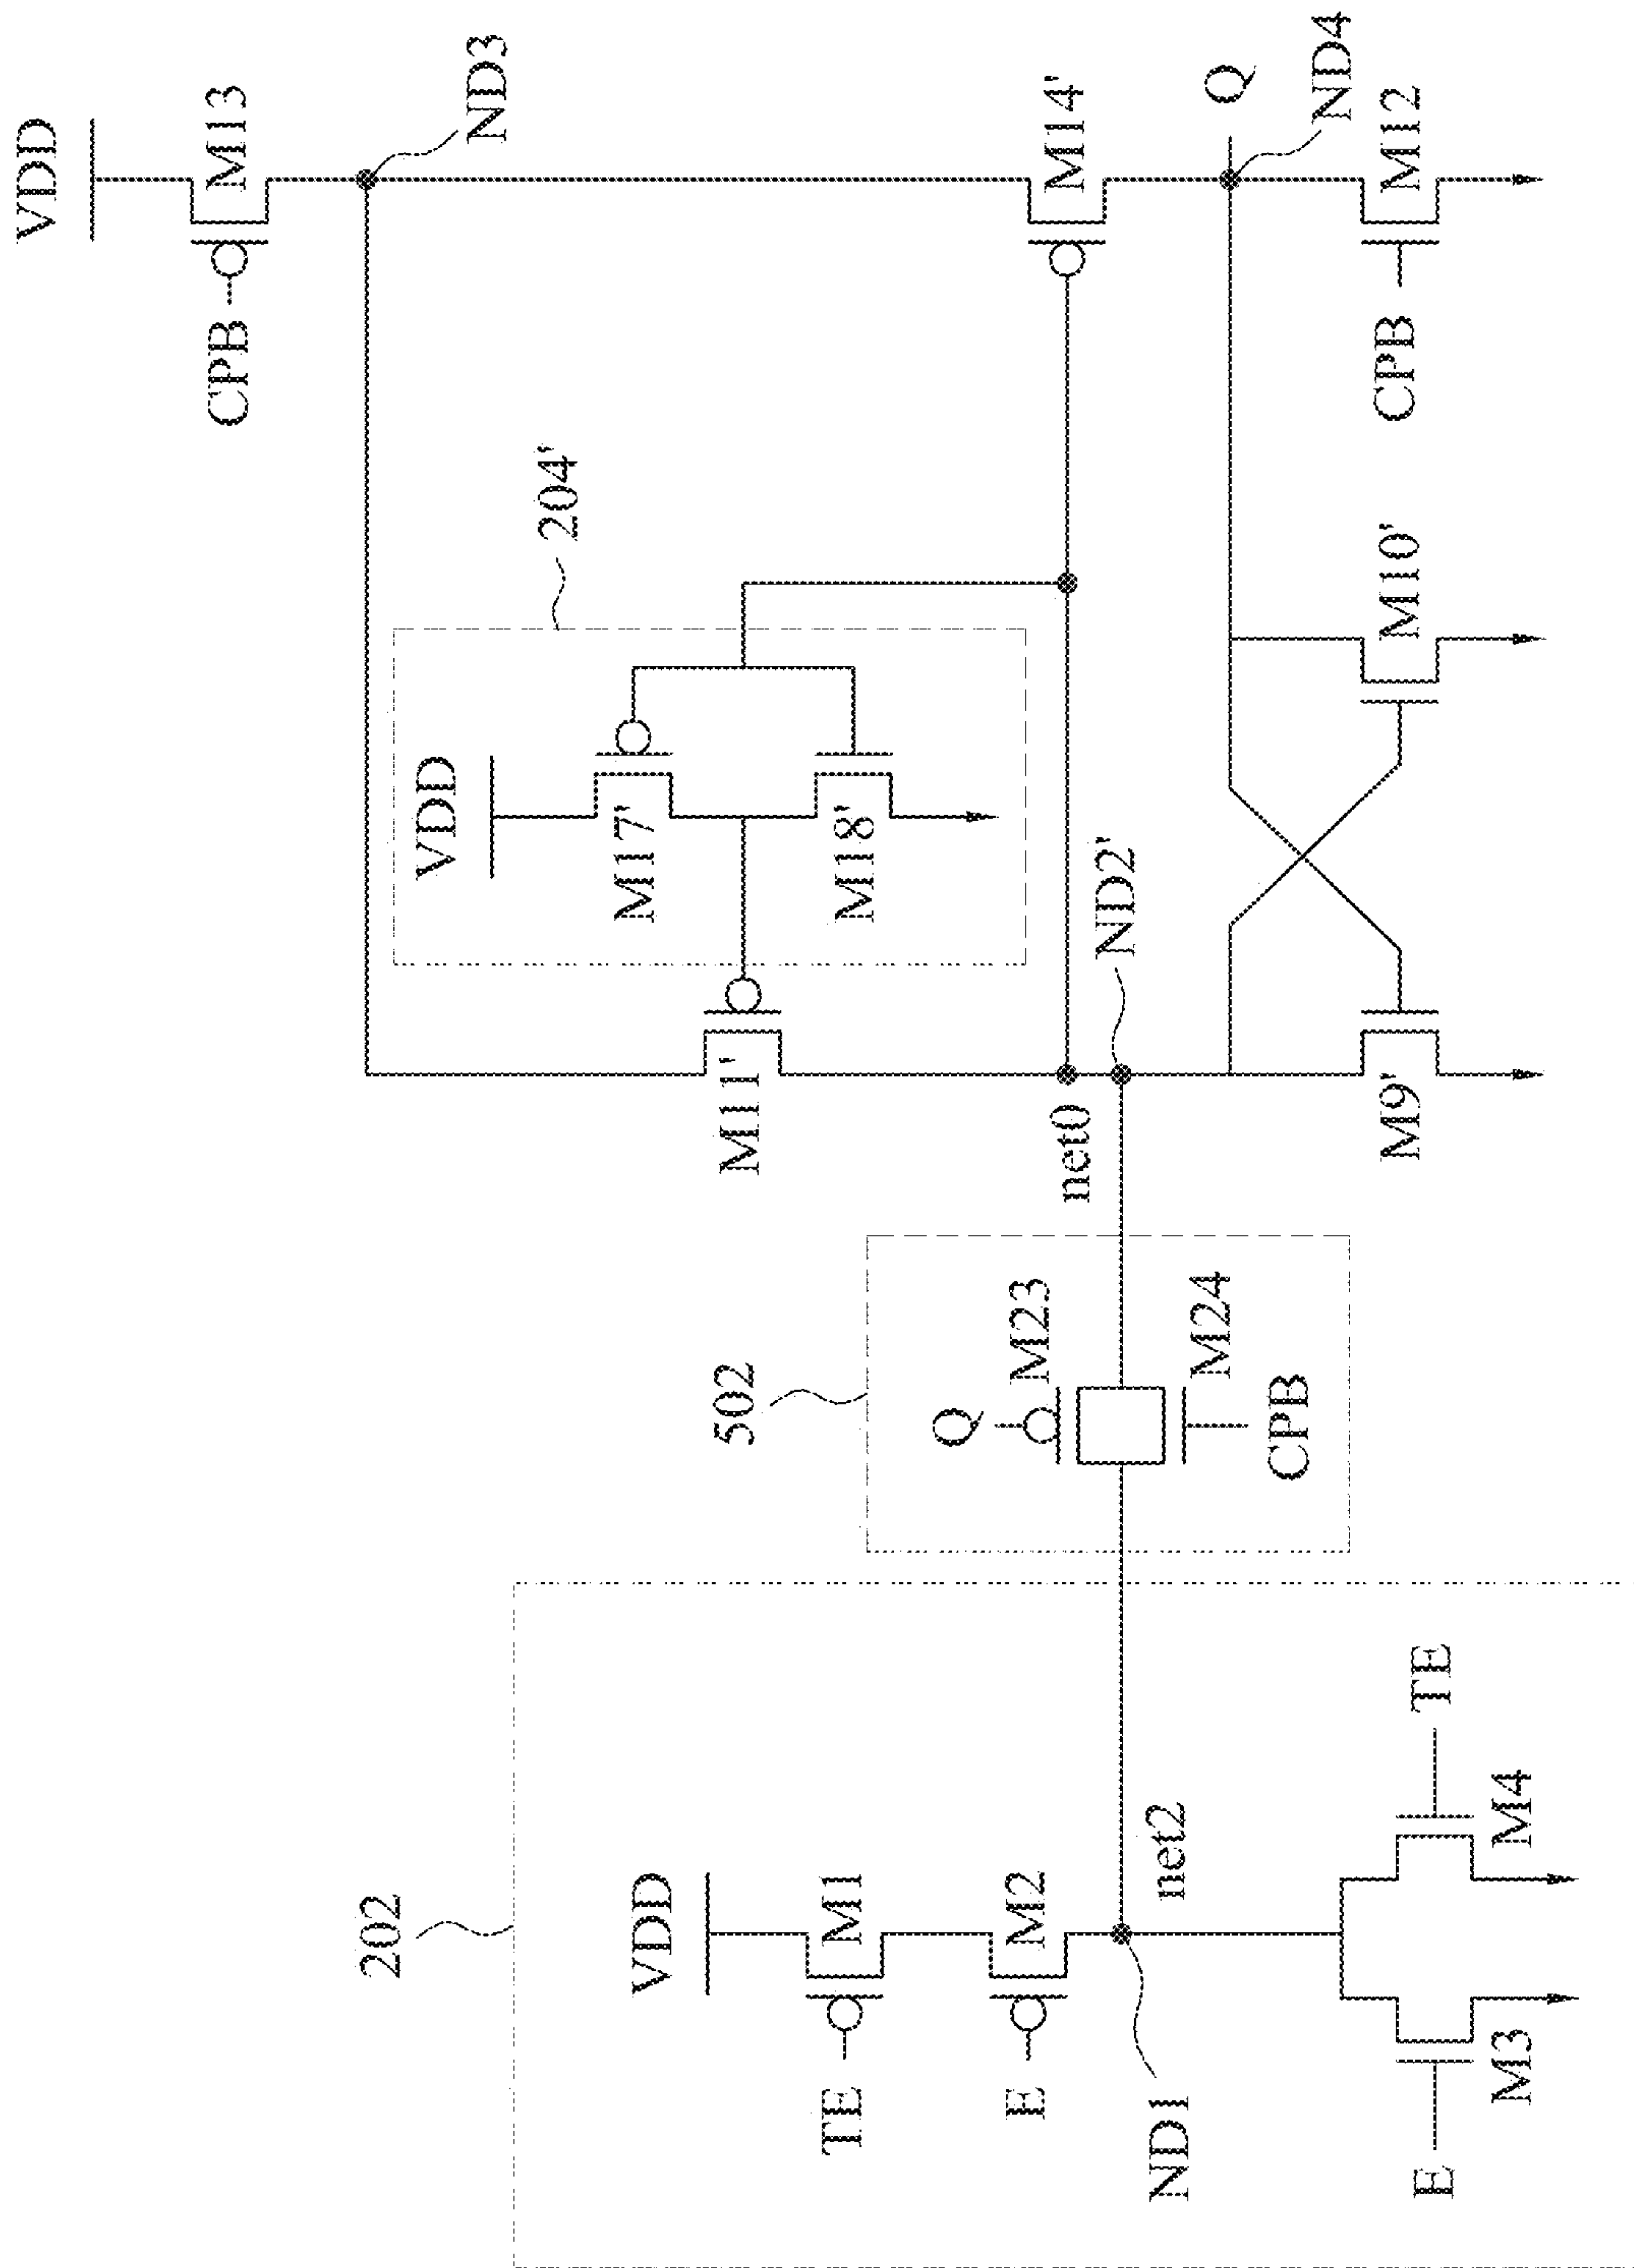 202
VDD
TE
M1
E
M2
ND1
net2
E
M3
M4
TE
502
Q
M23
M24
CPB
VDD
CPB
M13
ND3
204'
VDD
M17'
M18'
M11'
net0
ND2'
M14'
Q
ND4
M9'
M10'
CPB
M12